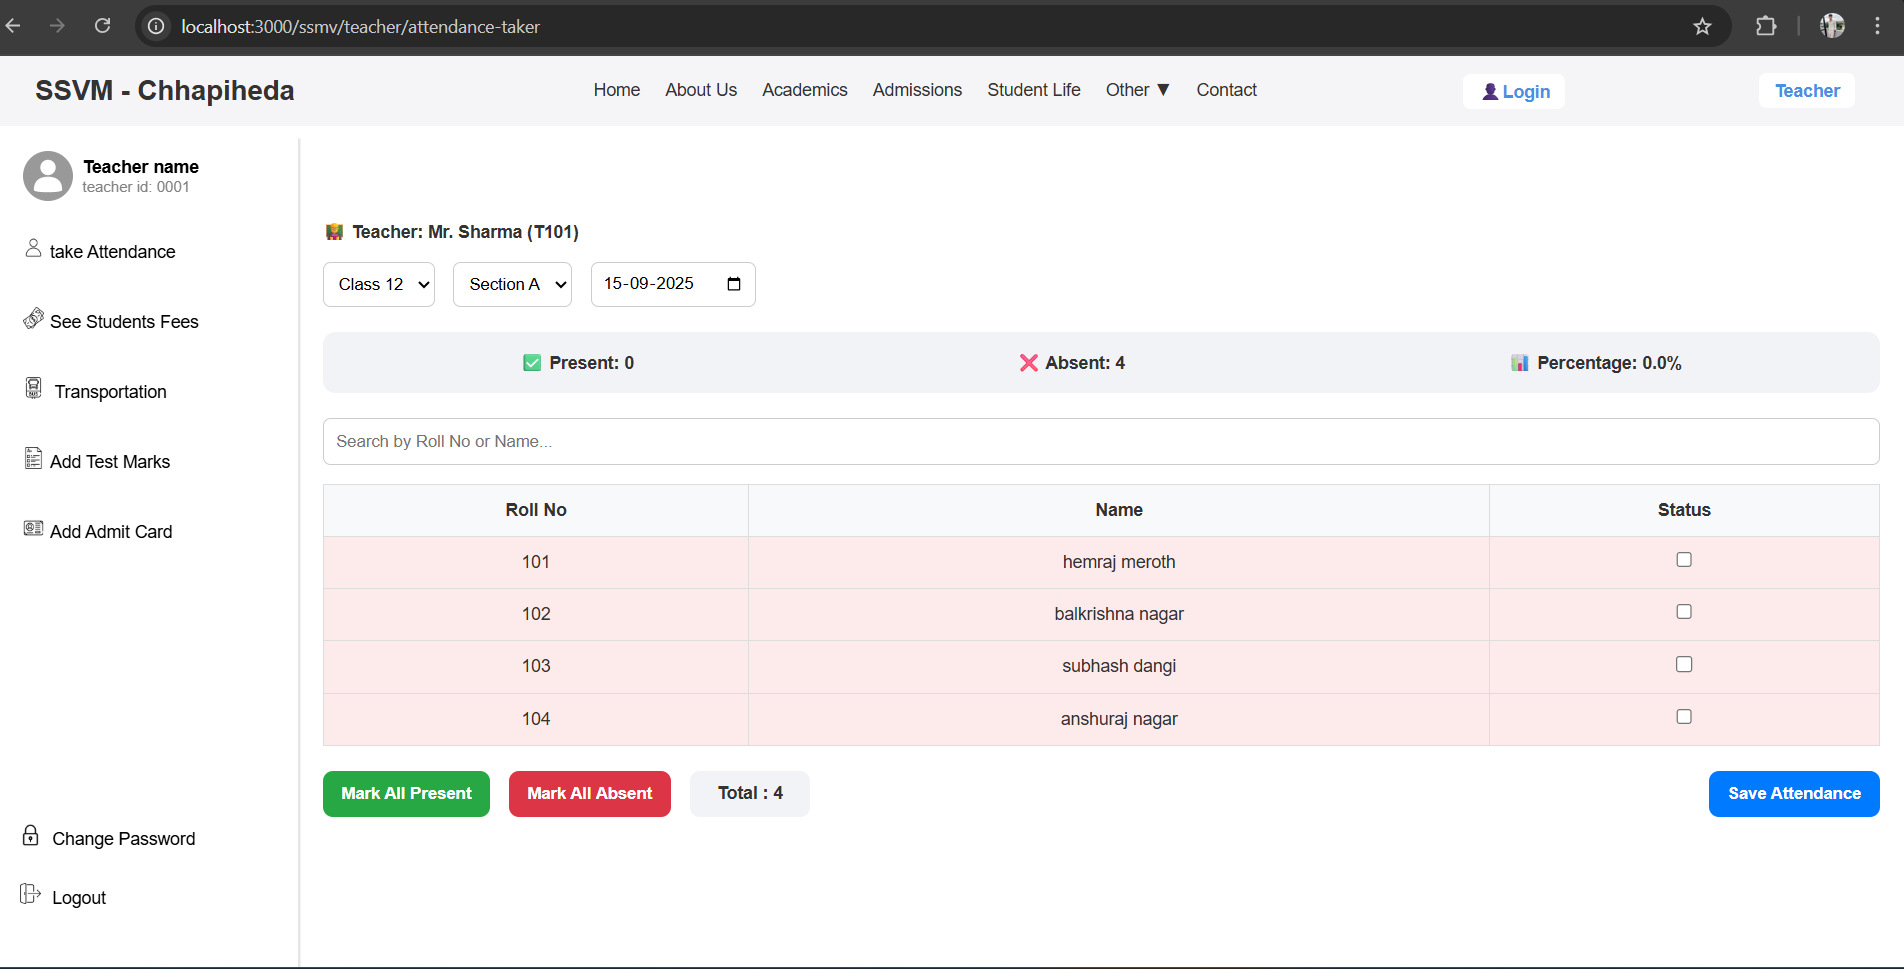 localhost:3000/ssmv/teacher/attendance-taker
SSVM - Chhapiheda
Home About Us Academics Admissions Student Life Other ▼ Contact
Login
Teacher
Teacher name
teacher id: 0001
take Attendance
See Students Fees
Transportation
Add Test Marks
Add Admit Card
Change Password
Logout
Teacher: Mr. Sharma (T101)
Class 12 Section A 15-09-2025
Present: 0 Absent: 4 Percentage: 0.0%
Search by Roll No or Name...
Roll No Name Status
101 hemraj meroth
102 balkrishna nagar
103 subhash dangi
104 anshuraj nagar
Mark All Present Mark All Absent Total : 4 Save Attendance